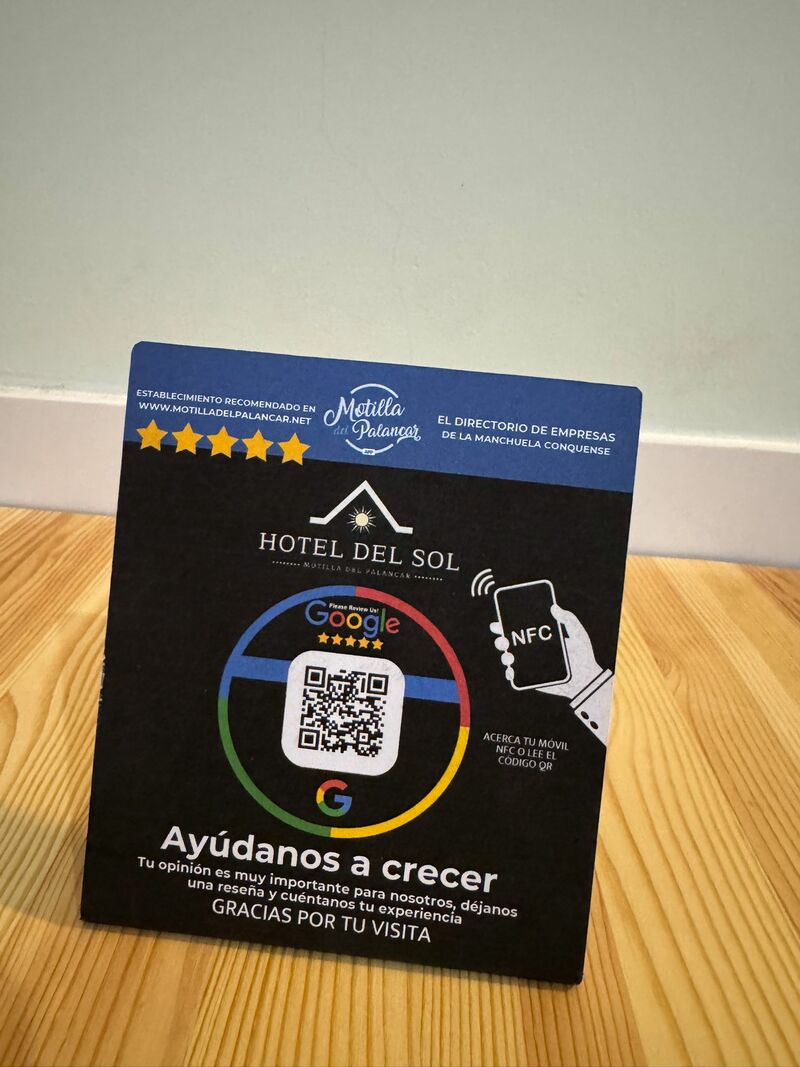 ESTABLECIMIENTO RECOMENDADO EN
WWW.MOTILLADELPALANCAR.NET
Motilla
del Palancar
EL DIRECTORIO DE EMPRESAS
DE LA MANCHUELA CONQUENSE
HOTEL DEL SOL
MOTILLA DEL PALANCAR
Please Review Us!
Google
NFC
ACERCA TU MÓVIL
NFC O LEE EL
CÓDIGO QR
G
Ayúdanos a crecer
Tu opinión es muy importante para nosotros, déjanos
una reseña y cuéntanos tu experiencia
GRACIAS POR TU VISITA